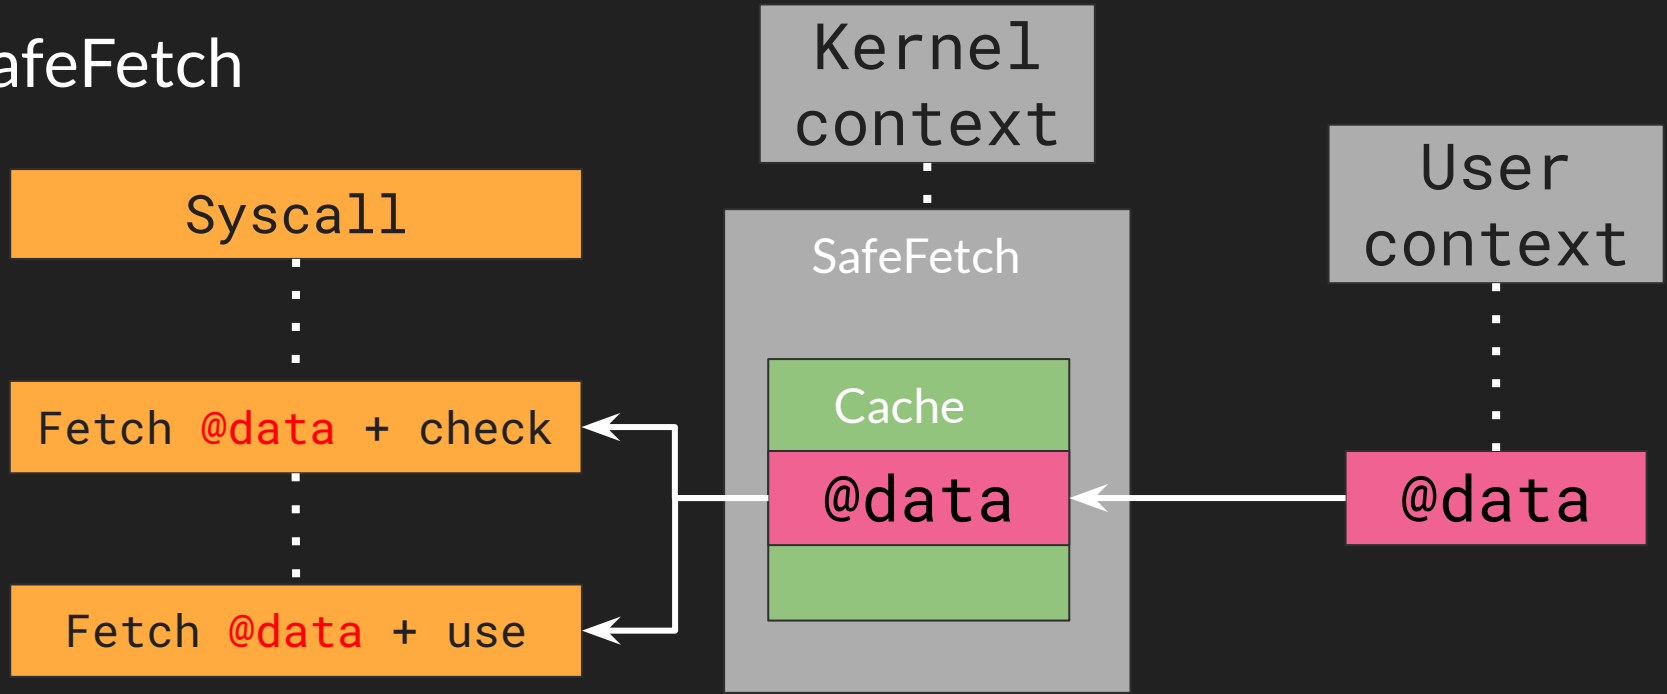 afeFetch
Kernel
context
User
context
Syscall
SafeFetch
Cache
Fetch @data + check
@data
@data
Fetch @data + use